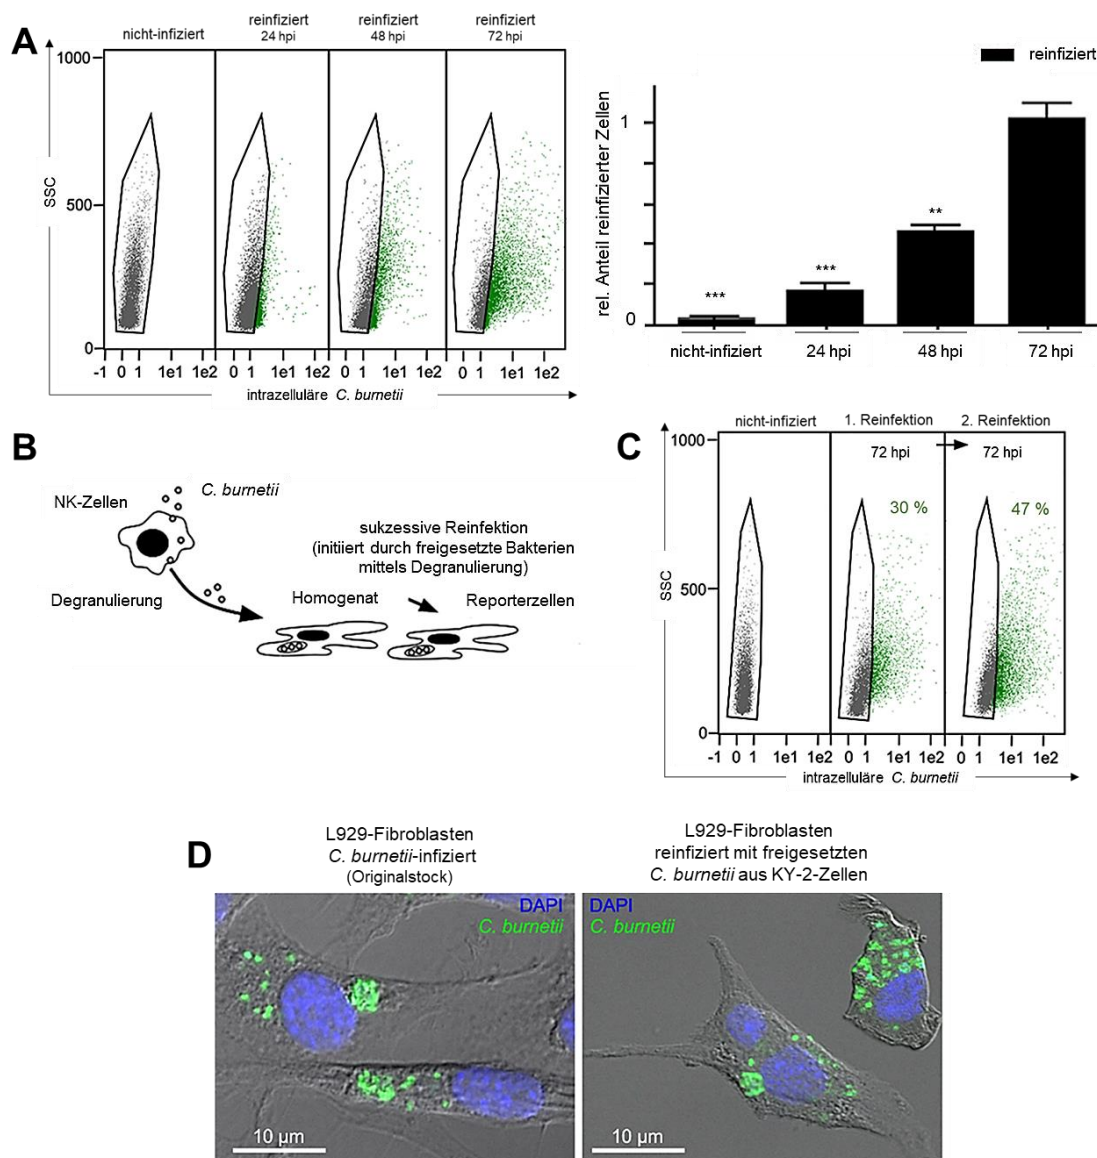 A
nicht-infiziert
reinfiziert
24 hpi
reinfiziert
48 hpi
reinfiziert
72 hpi
1000
500
0
SSC
-1 0 1 1e1 1e2
0 1 1e1
0 1 1e1
0 1 1e1 1e2
intrazelluläre C. burnetii
reinfiziert
rel. Anteil reinfizierter Zellen
1
0
***
***
**
nicht-infiziert
24 hpi
48 hpi
72 hpi
B
C. burnetii
NK-Zellen
sukzessive Reinfektion
(initiiert durch freigesetzte Bakterien
mittels Degranulierung)
Degranulierung
Homogenat
Reporterzellen
C
nicht-infiziert
1. Reinfektion
2. Reinfektion
72 hpi
72 hpi
30 %
47 %
1000
500
0
SSC
-1 0 1 1e1 1e2
0 1 1e1
0 1 1e1 1e2
intrazelluläre C. burnetii
D
L929-Fibroblasten
C. burnetii-infiziert
(Originalstock)
L929-Fibroblasten
reinfiziert mit freigesetzten
C. burnetii aus KY-2-Zellen
DAPI
C. burnetii
DAPI
C. burnetii
10 µm
10 µm